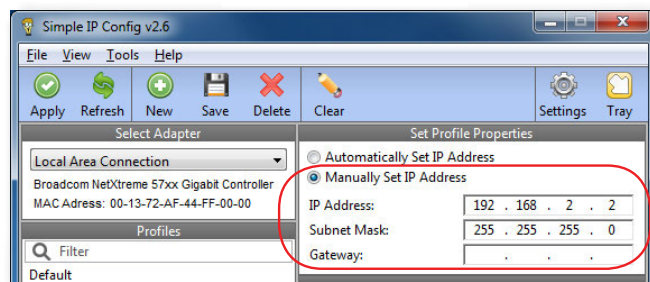 Simple IP Config v2.6
File View Tools Help
Apply Refresh New Save Delete Clear Settings Tray
Select Adapter
Local Area Connection
Broadcom NetXtreme 57xx Gigabit Controller
MAC Adress: 00-13-72-AF-44-FF-00-00
Profiles
Filter
Default
Set Profile Properties
Automatically Set IP Address
Manually Set IP Address
IP Address: 192 . 168 . 2 . 2
Subnet Mask: 255 . 255 . 255 . 0
Gateway: . . .